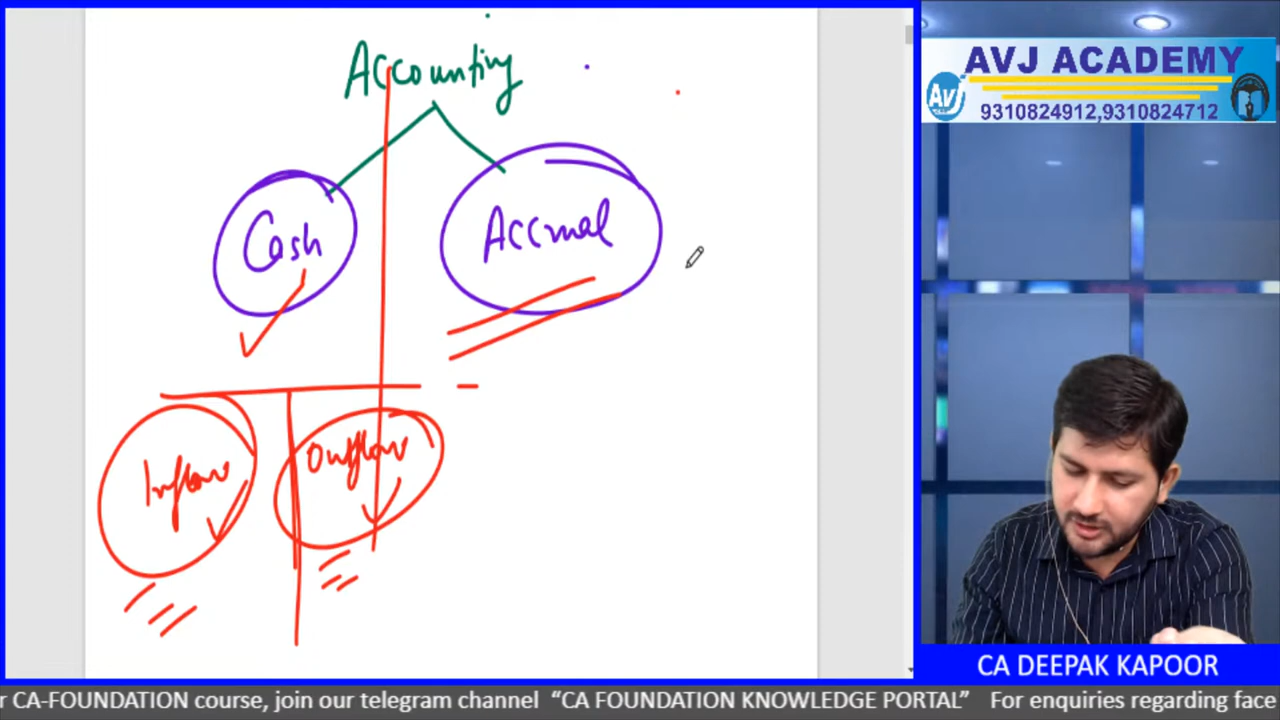 Accounting
Cash
Accrual
Inflow
Outflow
AVJ ACADEMY
AVJ
9310824912,9310824712
CA DEEPAK KAPOOR
r CA-FOUNDATION course, join our telegram channel “CA FOUNDATION KNOWLEDGE PORTAL” For enquiries regarding face